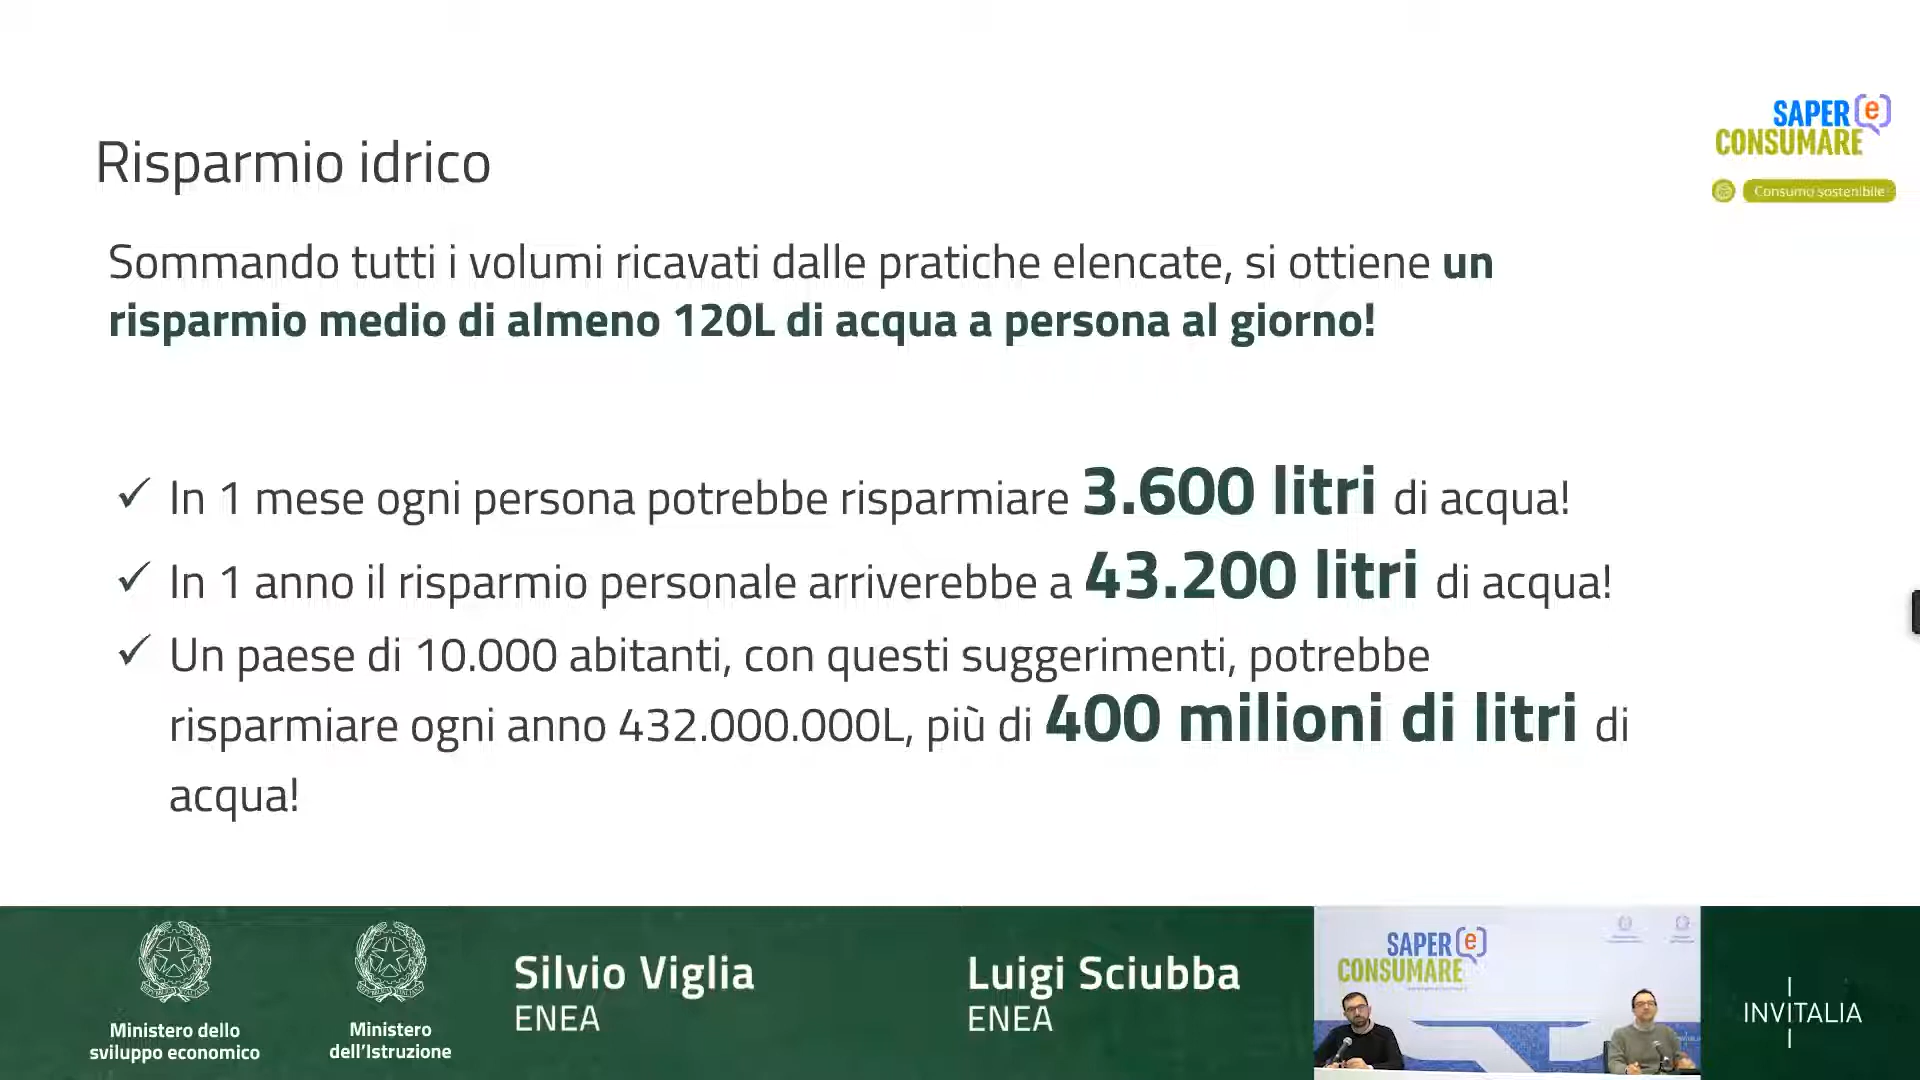 SAPER(e)
CONSUMARE
Consumo sostenibile
Risparmio idrico
Sommando tutti i volumi ricavati dalle pratiche elencate, si ottiene un
risparmio medio di almeno 120L di acqua a persona al giorno!
✓ In 1 mese ogni persona potrebbe risparmiare 3.600 litri di acqua!
✓ In 1 anno il risparmio personale arriverebbe a 43.200 litri di acqua!
✓ Un paese di 10.000 abitanti, con questi suggerimenti, potrebbe
risparmiare ogni anno 432.000.000L, più di 400 milioni di litri di
acqua!
Ministero dello
sviluppo economico
Ministero
dell'Istruzione
Silvio Viglia
ENEA
Luigi Sciubba
ENEA
SAPER(e)
CONSUMARE
INVITALIA